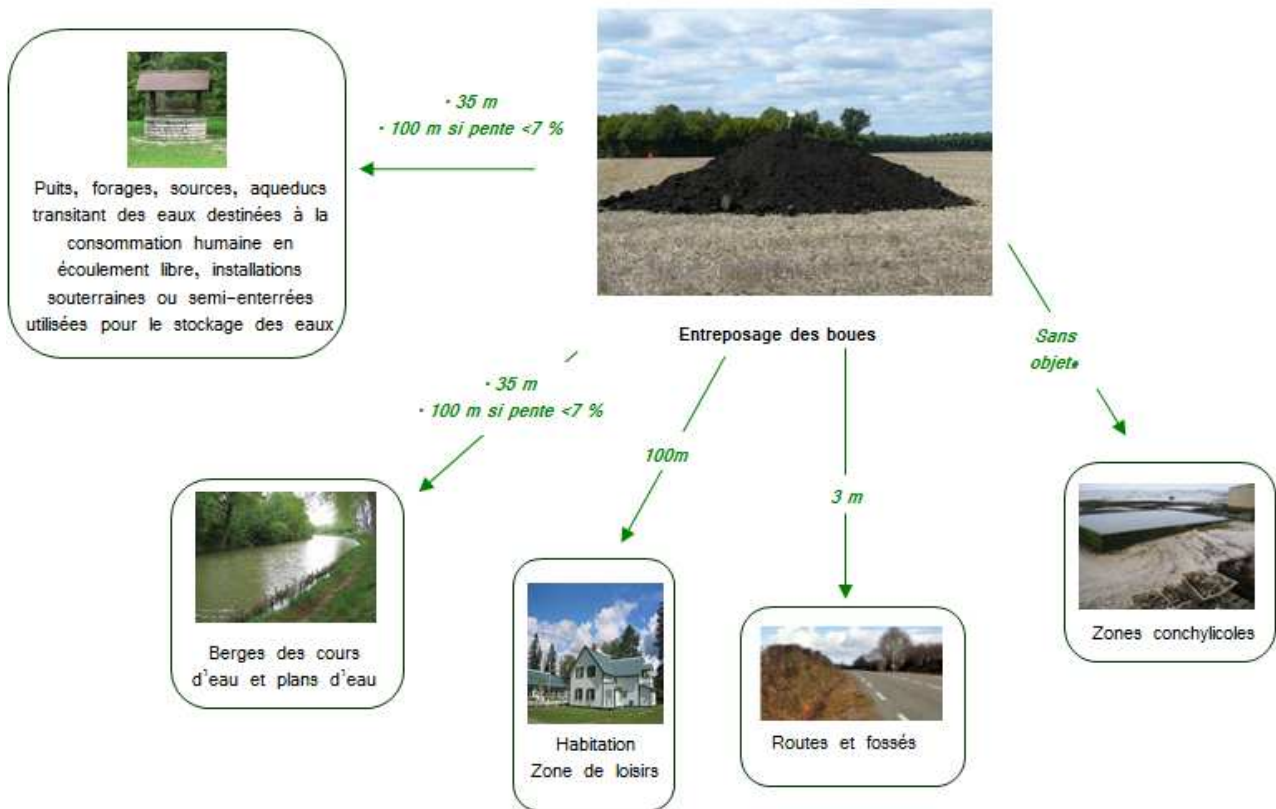 • 35 m
• 100 m si pente <7 %
Puits, forages, sources, aqueducs
transitant des eaux destinées à la
consommation humaine en
écoulement libre, installations
souterraines ou semi-enterrées
utilisées pour le stockage des eaux
Entreposage des boues
Sans
objet*
• 35 m
• 100 m si pente <7 %
100m
3 m
Berges des cours
d'eau et plans d'eau
Habitation
Zone de loisirs
Routes et fossés
Zones conchylicoles